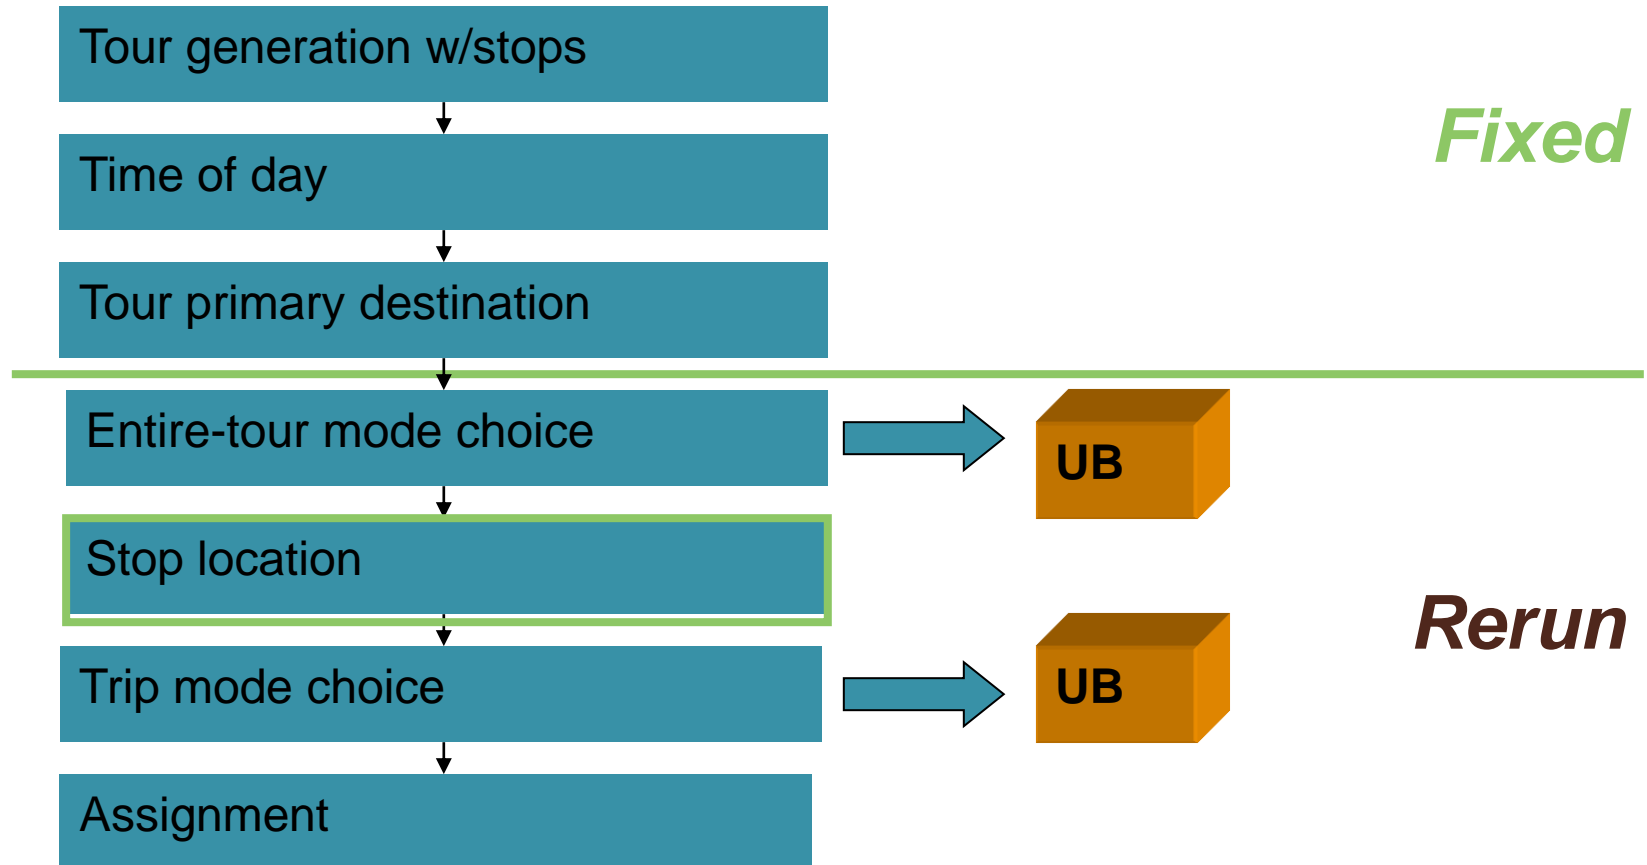 Tour generation w/stops
Fixed
Time of day
Tour primary destination
Entire-tour mode choice
UB
Stop location
Rerun
Trip mode choice
UB
Assignment